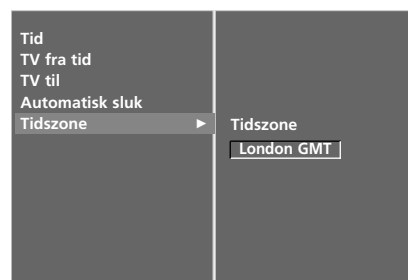 Tid
TV fra tid
TV til
Automatisk sluk
Tidszone ►
Tidszone
London GMT